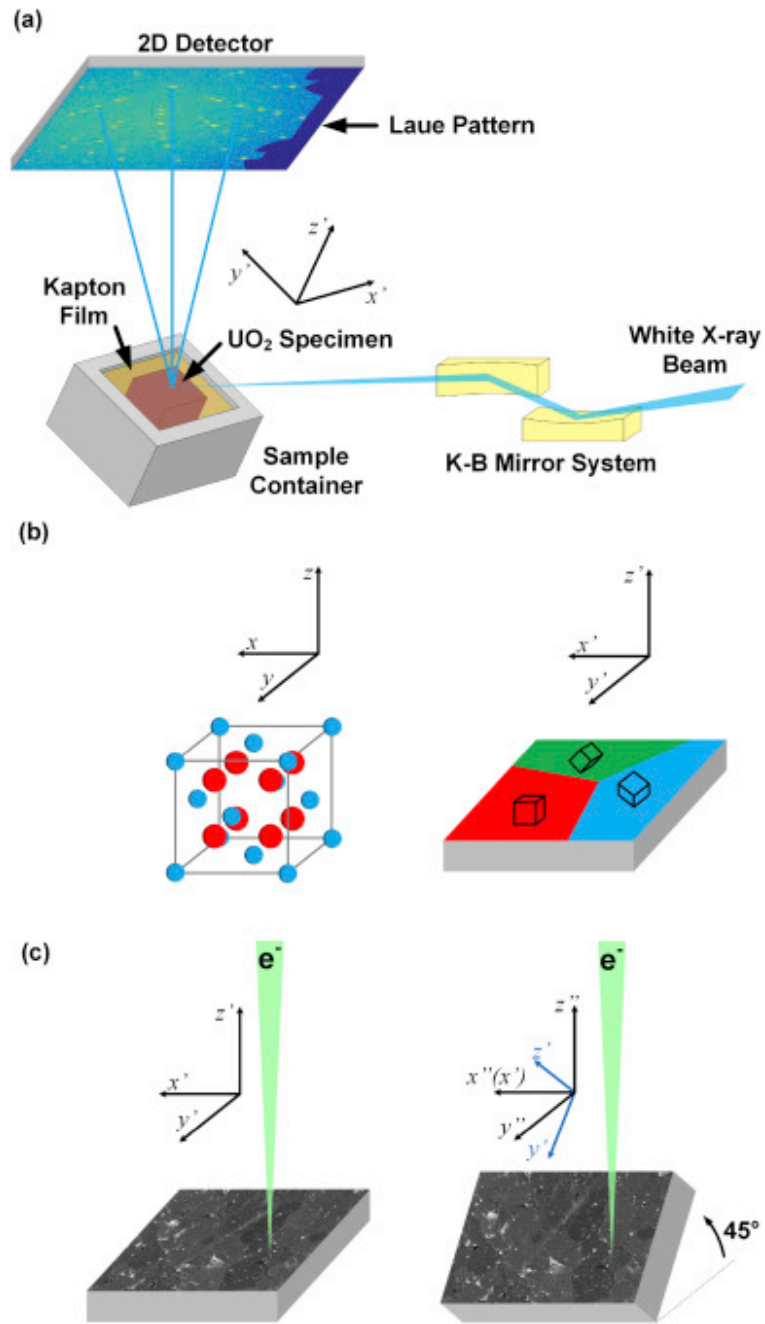 (a)
2D Detector
Laue Pattern
z’
y’
x’
Kapton
Film
UO₂ Specimen
White X-ray
Beam
Sample
Container
K-B Mirror System
(b)
z
x
y
z’
x’
y’
(c)
e⁻
z’
x’
y’
e⁻
z’’
z’
x’’(x’)
y’’
y’
45°